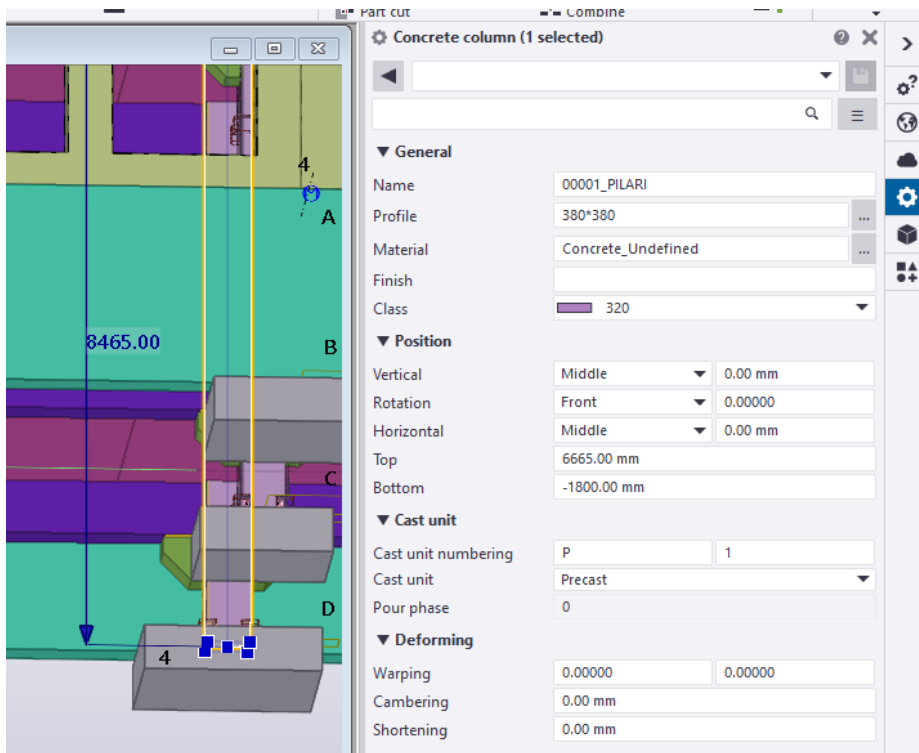 Part cut
Combine
Concrete column (1 selected)
General
Name 00001_PILARI
Profile 380*380 ...
Material Concrete_Undefined ...
Finish
Class 320
Position
Vertical Middle 0.00 mm
Rotation Front 0.00000
Horizontal Middle 0.00 mm
Top 6665.00 mm
Bottom -1800.00 mm
Cast unit
Cast unit numbering P 1
Cast unit Precast
Pour phase 0
Deforming
Warping 0.00000 0.00000
Cambering 0.00 mm
Shortening 0.00 mm
4
A
8465.00
B
C
D
4